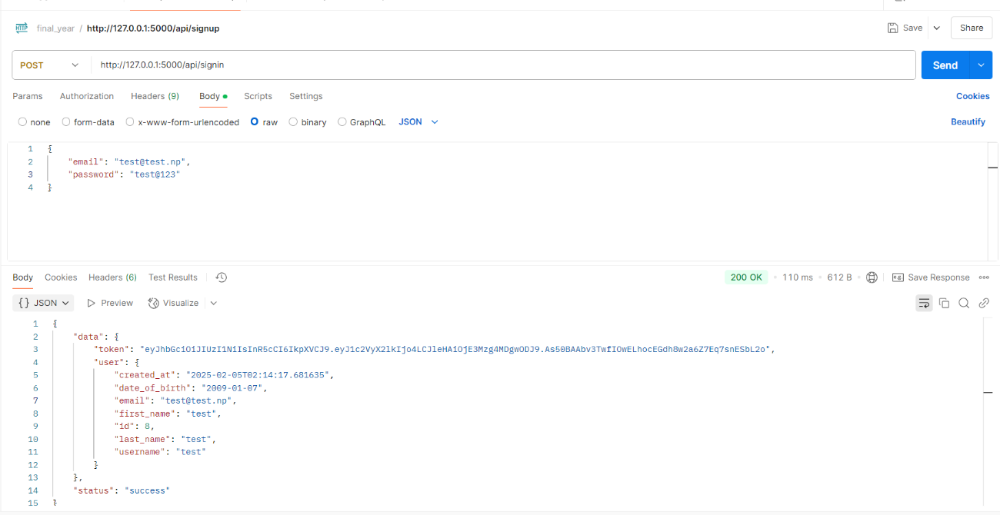 final_year / http://127.0.0.1:5000/api/signup
Save
Share
POST
http://127.0.0.1:5000/api/signin
Send
Params Authorization Headers (9) Body Scripts Settings
Cookies
none form-data x-www-form-urlencoded raw binary GraphQL JSON
Beautify
1 {
2 "email": "test@test.np",
3 "password": "test@123"
4 }
Body Cookies Headers (6) Test Results
200 OK • 110 ms • 612 B •
Save Response
{} JSON Preview Visualize
1 {
2 "data": {
3 "token": "eyJhbGciOiJIUzI1NiIsInR5cCI6IkpXVCJ9.eyJ1c2VyX2lkIjo4LCJleHAiOjE3Mzg4MDgwODJ9.As50BAAbv3TwfIOwELhocEGdh8w2a6Z7Eq7snESbL2o",
4 "user": {
5 "created_at": "2025-02-05T02:14:17.681635",
6 "date_of_birth": "2009-01-07",
7 "email": "test@test.np",
8 "first_name": "test",
9 "id": 8,
10 "last_name": "test",
11 "username": "test"
12 }
13 },
14 "status": "success"
15 }